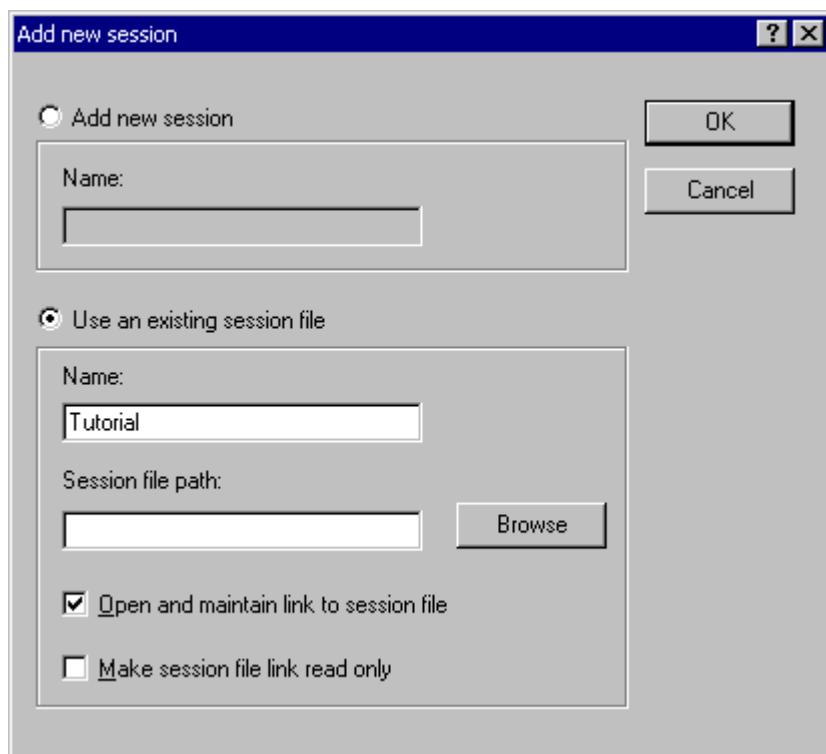 Add new session
Add new session
OK
Name:
Cancel
Use an existing session file
Name:
Tutorial
Session file path:
Browse
Open and maintain link to session file
Make session file link read only